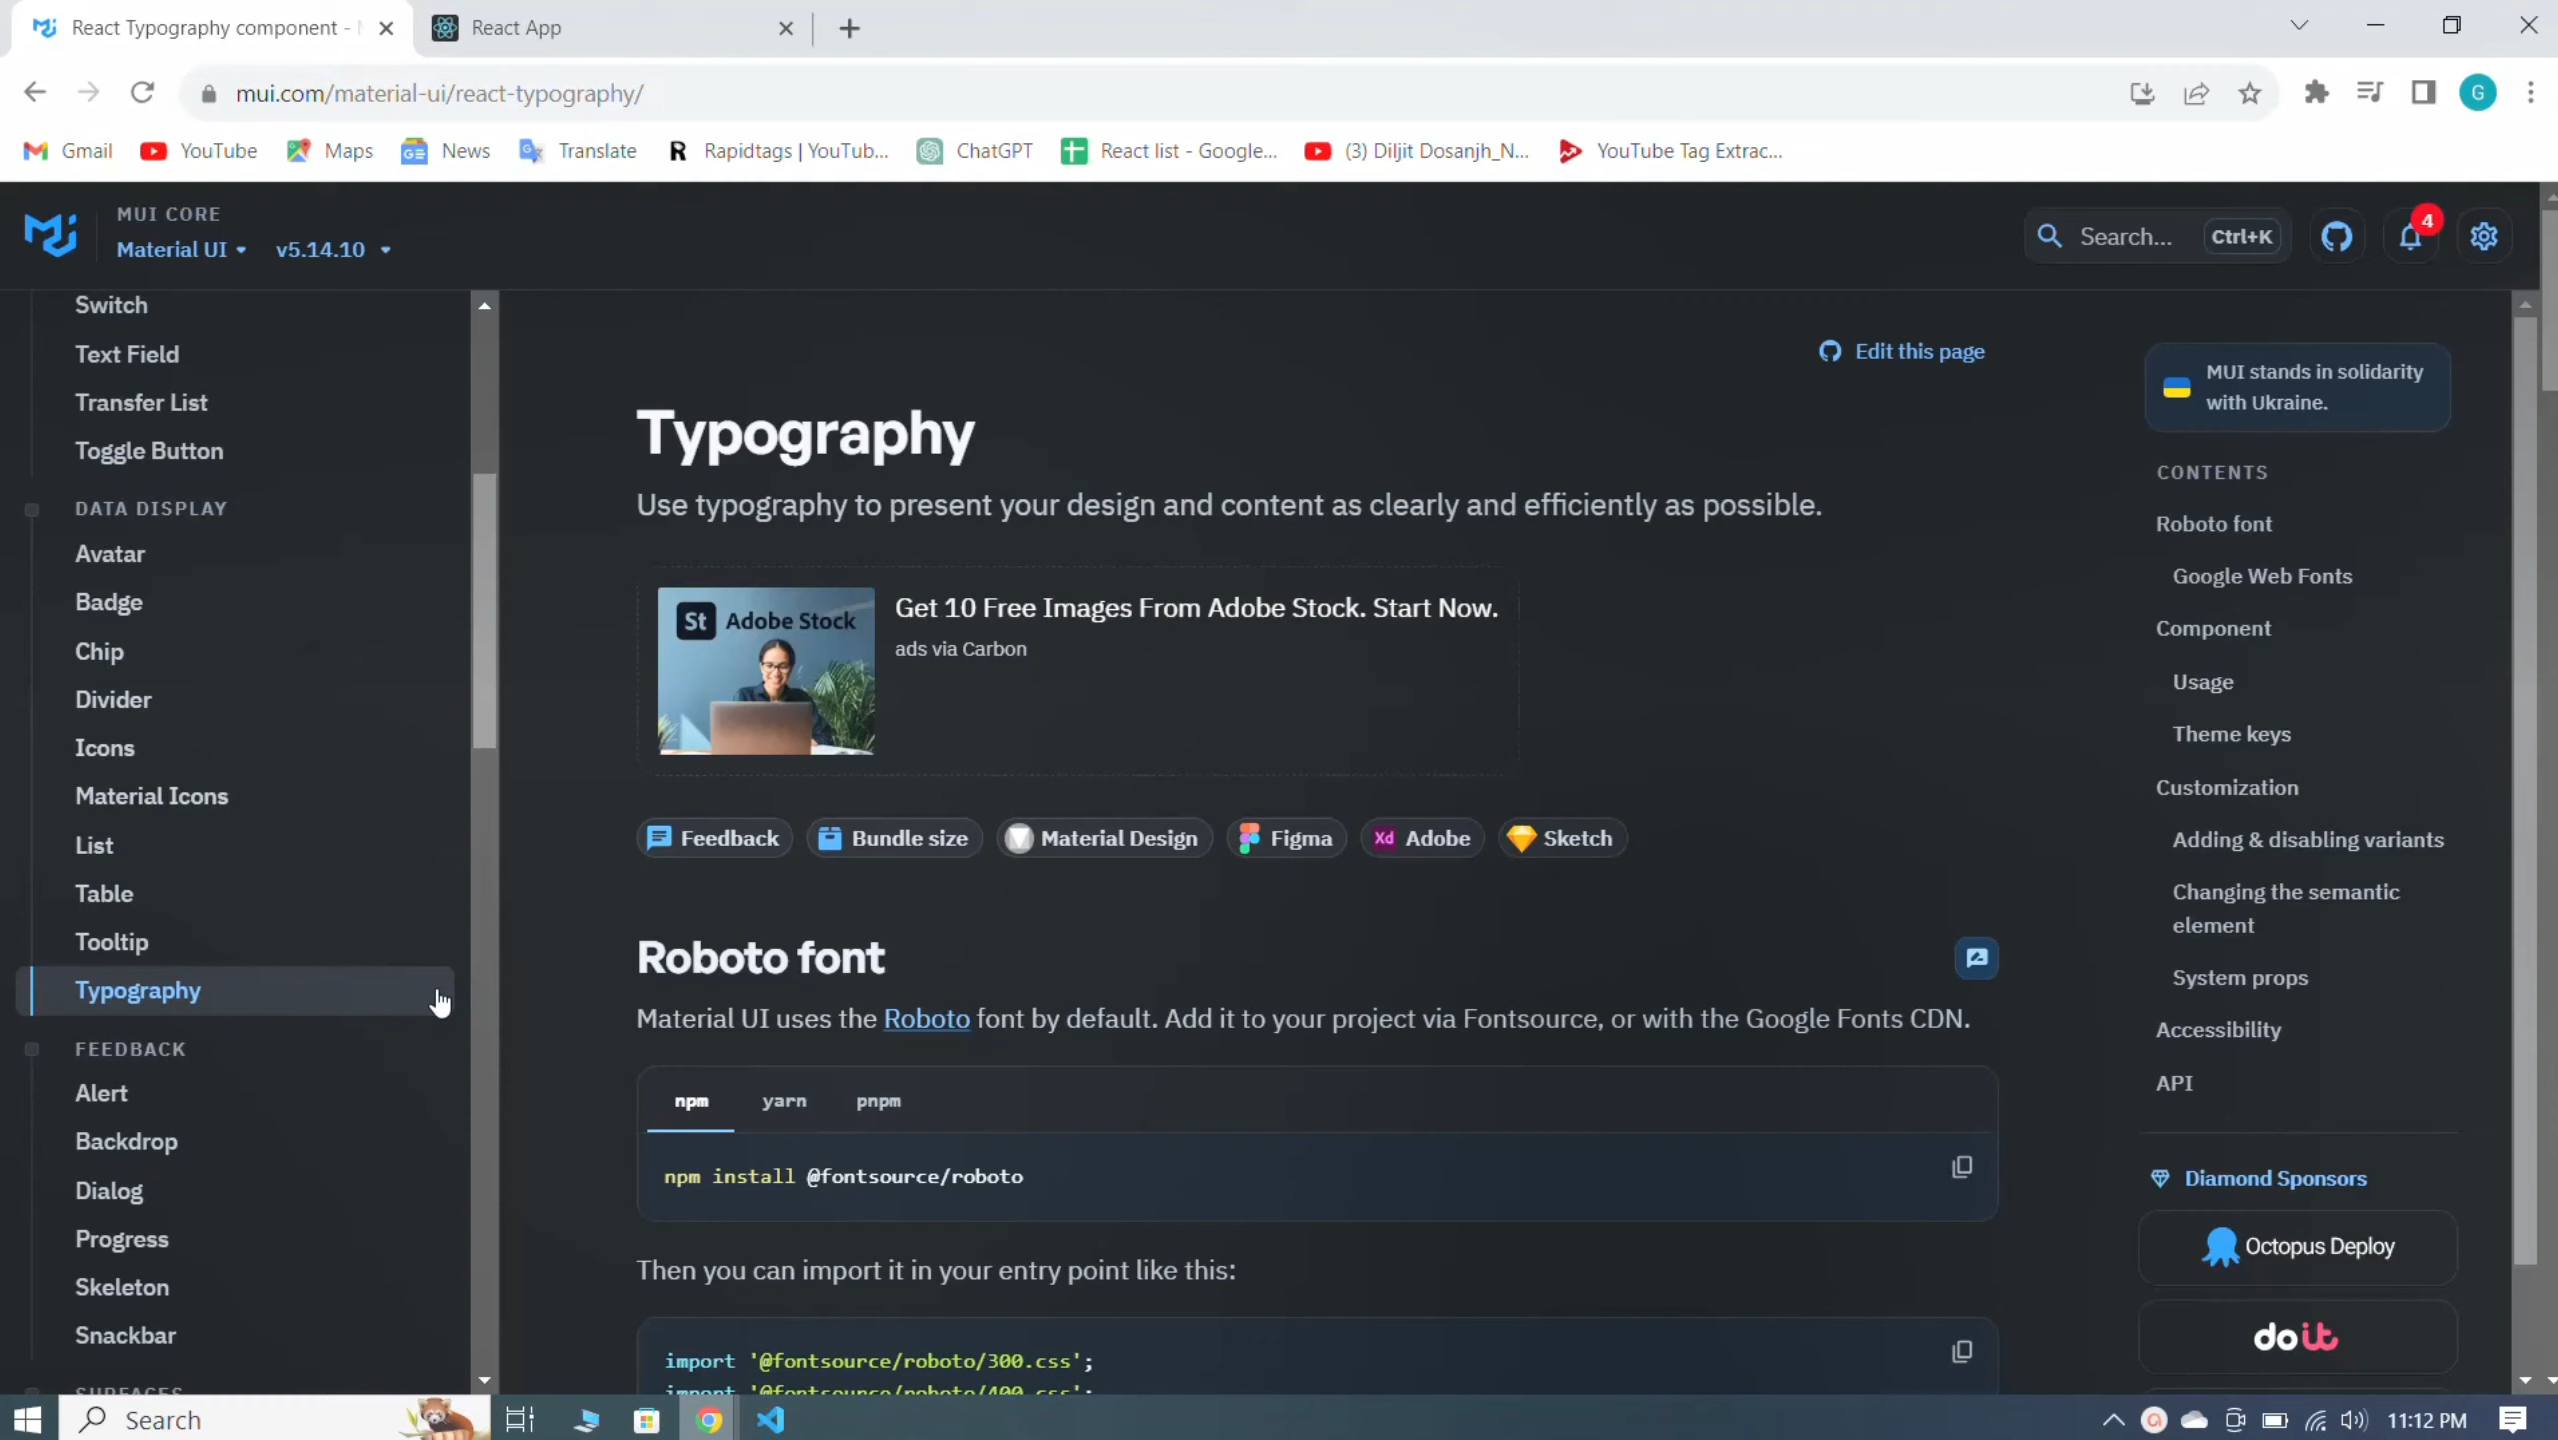 React Typography component -
React App
mui.com/material-ui/react-typography/
G
Gmail
YouTube
Maps
News
Translate
Rapidtags | YouTub...
ChatGPT
React list - Google...
(3) Diljit Dosanjh_N...
YouTube Tag Extrac...
MUI CORE
Material UI
v5.14.10
Search...
Ctrl+K
4
Switch
Text Field
Transfer List
Toggle Button
DATA DISPLAY
Avatar
Badge
Chip
Divider
Icons
Material Icons
List
Table
Tooltip
Typography
FEEDBACK
Alert
Backdrop
Dialog
Progress
Skeleton
Snackbar
SURFACES
Edit this page
Typography
Use typography to present your design and content as clearly and efficiently as possible.
St Adobe Stock
Get 10 Free Images From Adobe Stock. Start Now.
ads via Carbon
Feedback
Bundle size
Material Design
Figma
Xd Adobe
Sketch
Roboto font
Material UI uses the Roboto font by default. Add it to your project via Fontsource, or with the Google Fonts CDN.
npm
yarn
pnpm
npm install @fontsource/roboto
Then you can import it in your entry point like this:
import '@fontsource/roboto/300.css';
import '@fontsource/roboto/400.css';
MUI stands in solidarity
with Ukraine.
CONTENTS
Roboto font
Google Web Fonts
Component
Usage
Theme keys
Customization
Adding & disabling variants
Changing the semantic
element
System props
Accessibility
API
Diamond Sponsors
Octopus Deploy
doit
Search
11:12 PM